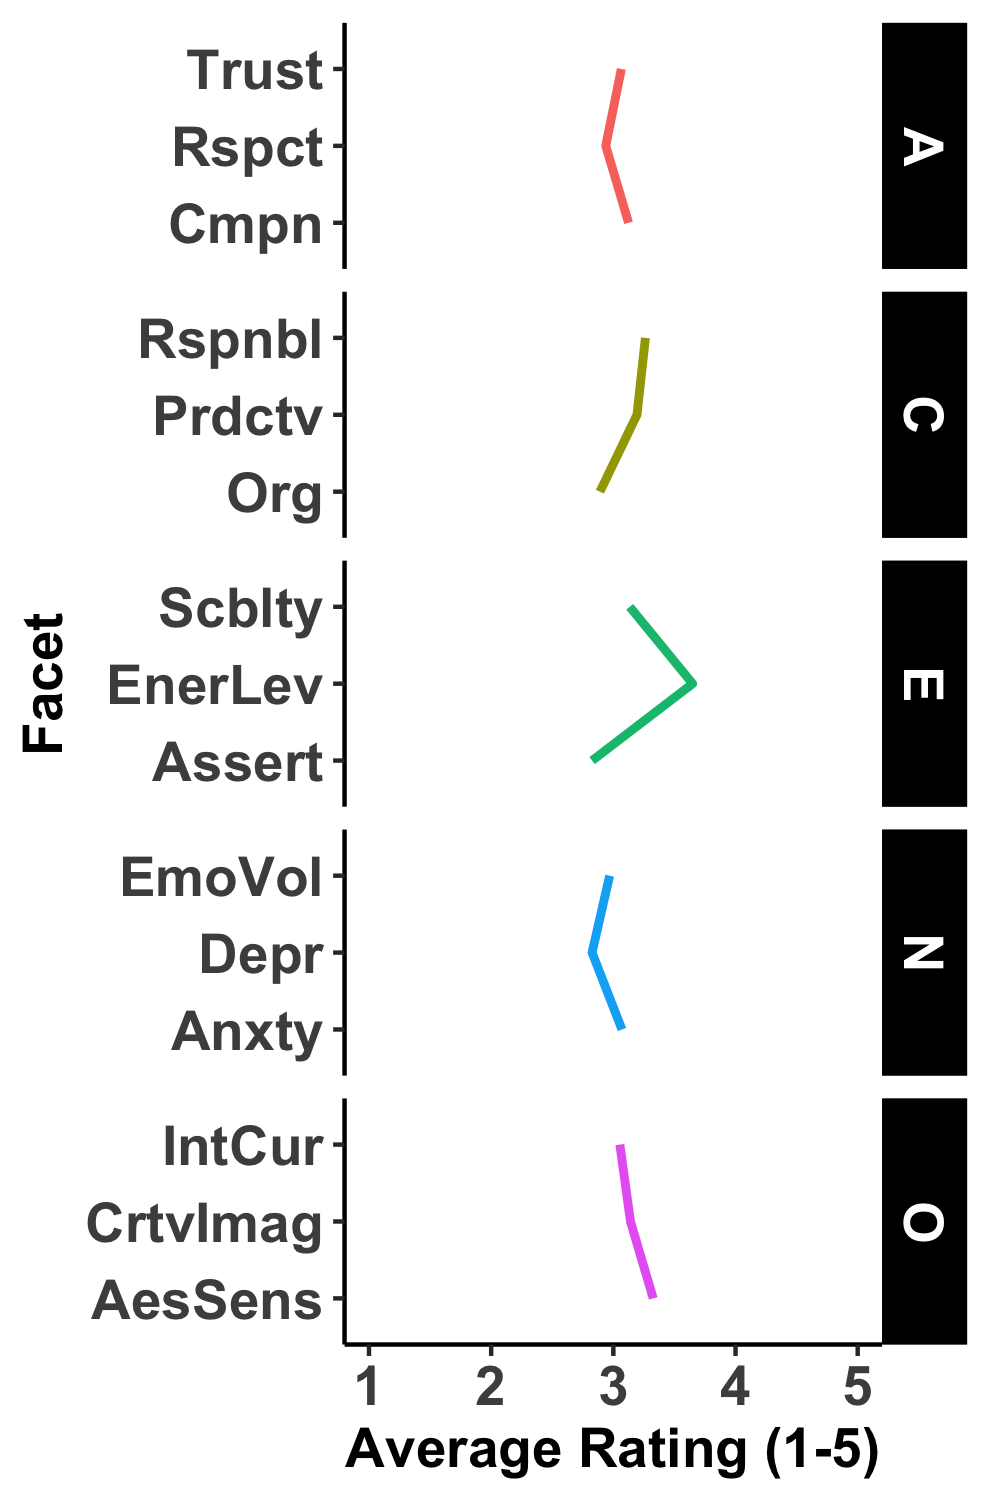 Facet
Trust
Rspct
Cmpn
A
Rspnbl
Prdctv
Org
C
Scblty
EnerLev
Assert
E
EmoVol
Depr
Anxty
N
IntCur
CrtvImag
AesSens
O
1 2 3 4 5
Average Rating (1-5)